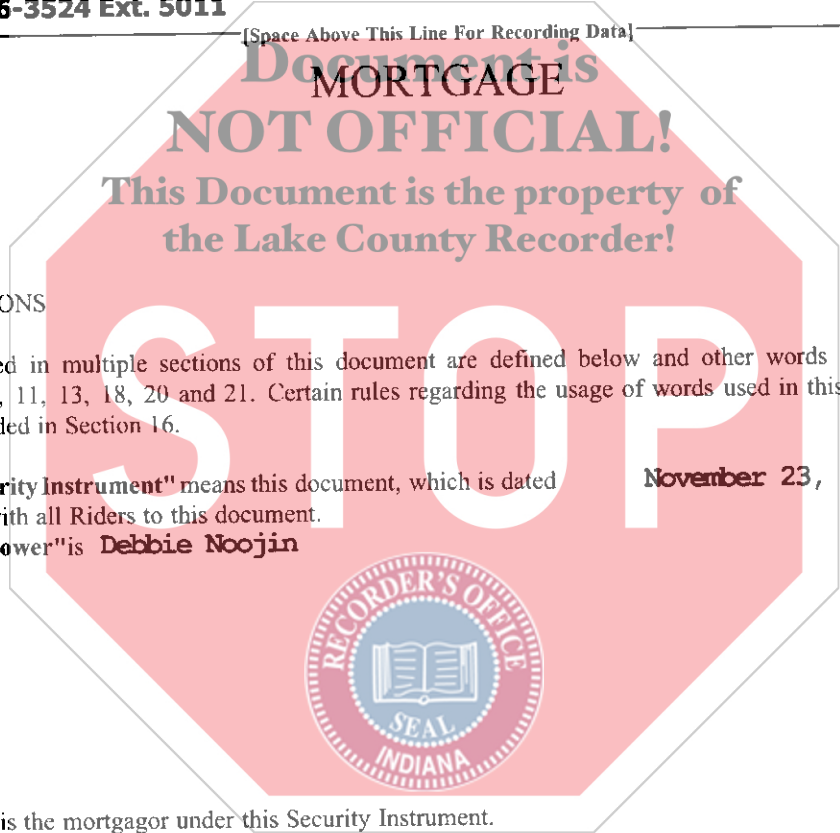 6-3524 Ext. 5011
[Space Above This Line For Recording Data]
Document is
MORTGAGE
NOT OFFICIAL!
This Document is the property of
the Lake County Recorder!
ONS
ed in multiple sections of this document are defined below and other words
, 11, 13, 18, 20 and 21. Certain rules regarding the usage of words used in this
ded in Section 16.
rity Instrument" means this document, which is dated November 23,
ith all Riders to this document.
ower" is Debbie Noojin
STOP
RECORDER'S OFFICE
SEAL
INDIANA
is the mortgagor under this Security Instrument.